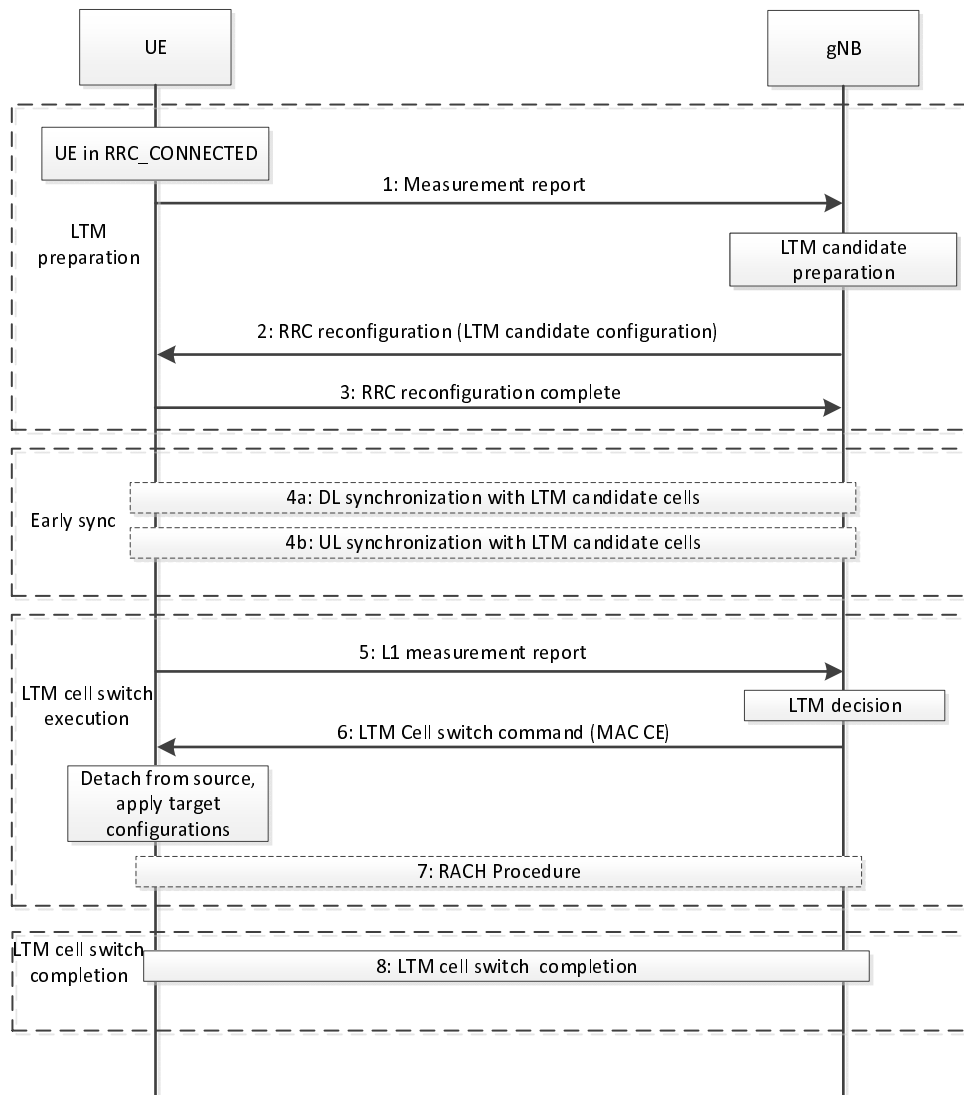 UE
gNB
UE in RRC_CONNECTED
1: Measurement report
LTM
preparation
LTM candidate
preparation
2: RRC reconfiguration (LTM candidate configuration)
3: RRC reconfiguration complete
Early sync
4a: DL synchronization with LTM candidate cells
4b: UL synchronization with LTM candidate cells
5: L1 measurement report
LTM cell switch
execution
LTM decision
6: LTM Cell switch command (MAC CE)
Detach from source,
apply target
configurations
7: RACH Procedure
LTM cell switch
completion
8: LTM cell switch completion